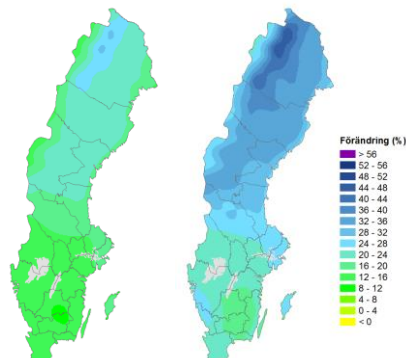 Förändring (%)
> 56
52 - 56
48 - 52
44 - 48
40 - 44
36 - 40
32 - 36
28 - 32
24 - 28
20 - 24
16 - 20
12 - 16
8 - 12
4 - 8
0 - 4
< 0